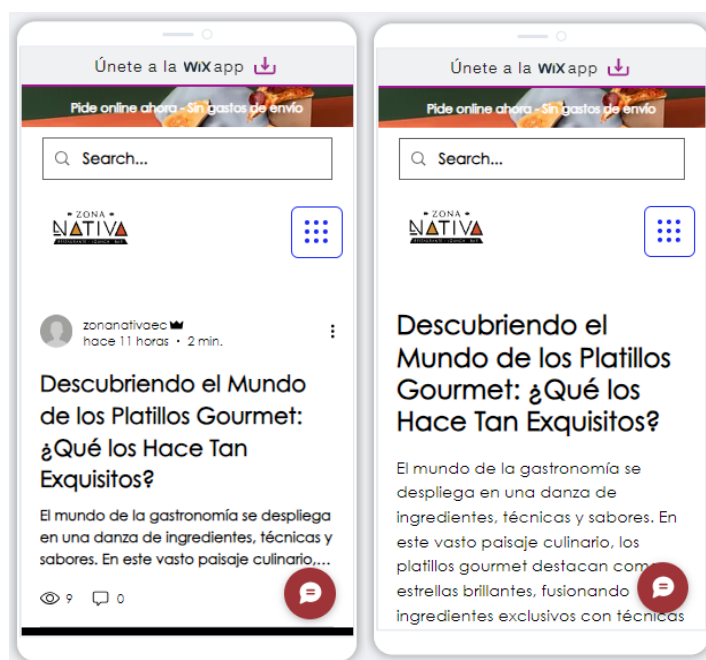 Únete a la WiX app
Pide online ahora - Sin gastos de envío
Search...
ZONA
NATIVA
zonanativaec
hace 11 horas • 2 min.
Descubriendo el Mundo
de los Platillos Gourmet:
¿Qué los Hace Tan
Exquisitos?
El mundo de la gastronomía se despliega
en una danza de ingredientes, técnicas y
sabores. En este vasto paisaje culinario,...
9
0
Únete a la WiX app
Pide online ahora - Sin gastos de envío
Search...
ZONA
NATIVA
Descubriendo el
Mundo de los Platillos
Gourmet: ¿Qué los
Hace Tan Exquisitos?
El mundo de la gastronomía se
despliega en una danza de
ingredientes, técnicas y sabores. En
este vasto paisaje culinario, los
platillos gourmet destacan como
estrellas brillantes, fusionando
ingredientes exclusivos con técnicas